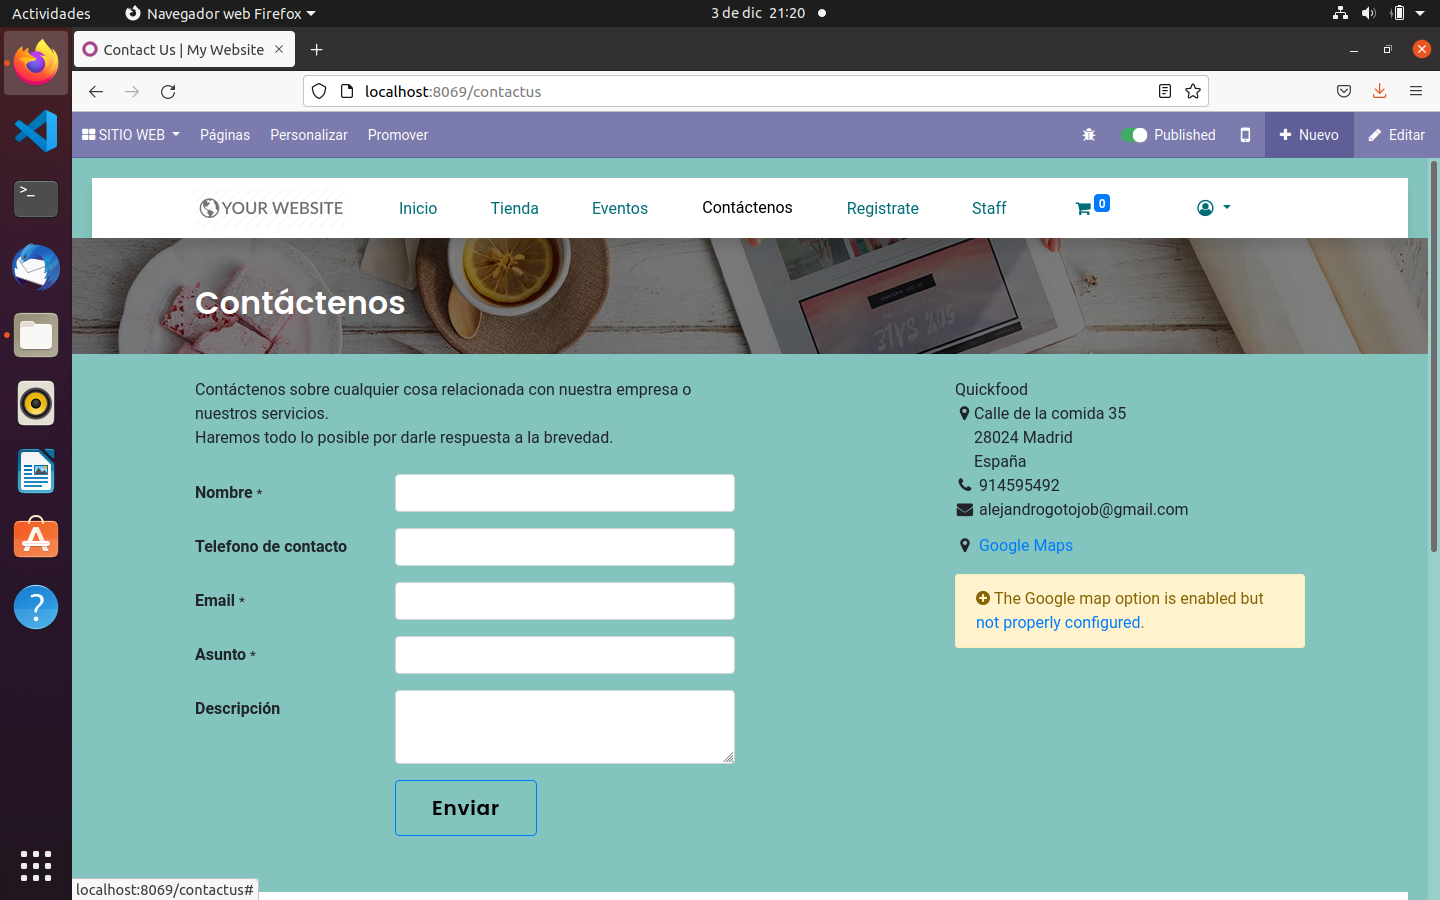 Actividades
Navegador web Firefox
3 de dic 21:20
Contact Us | My Website
localhost:8069/contactus
SITIO WEB
Páginas
Personalizar
Promover
Published
Nuevo
Editar
YOUR WEBSITE
Inicio
Tienda
Eventos
Contáctenos
Registrate
Staff
0
Contáctenos
50% SALE
Contáctenos sobre cualquier cosa relacionada con nuestra empresa o
nuestros servicios.
Haremos todo lo posible por darle respuesta a la brevedad.
Nombre *
Telefono de contacto
Email *
Asunto *
Descripción
Enviar
Quickfood
Calle de la comida 35
28024 Madrid
España
914595492
alejandrogotojob@gmail.com
Google Maps
The Google map option is enabled but
not properly configured.
localhost:8069/contactus#